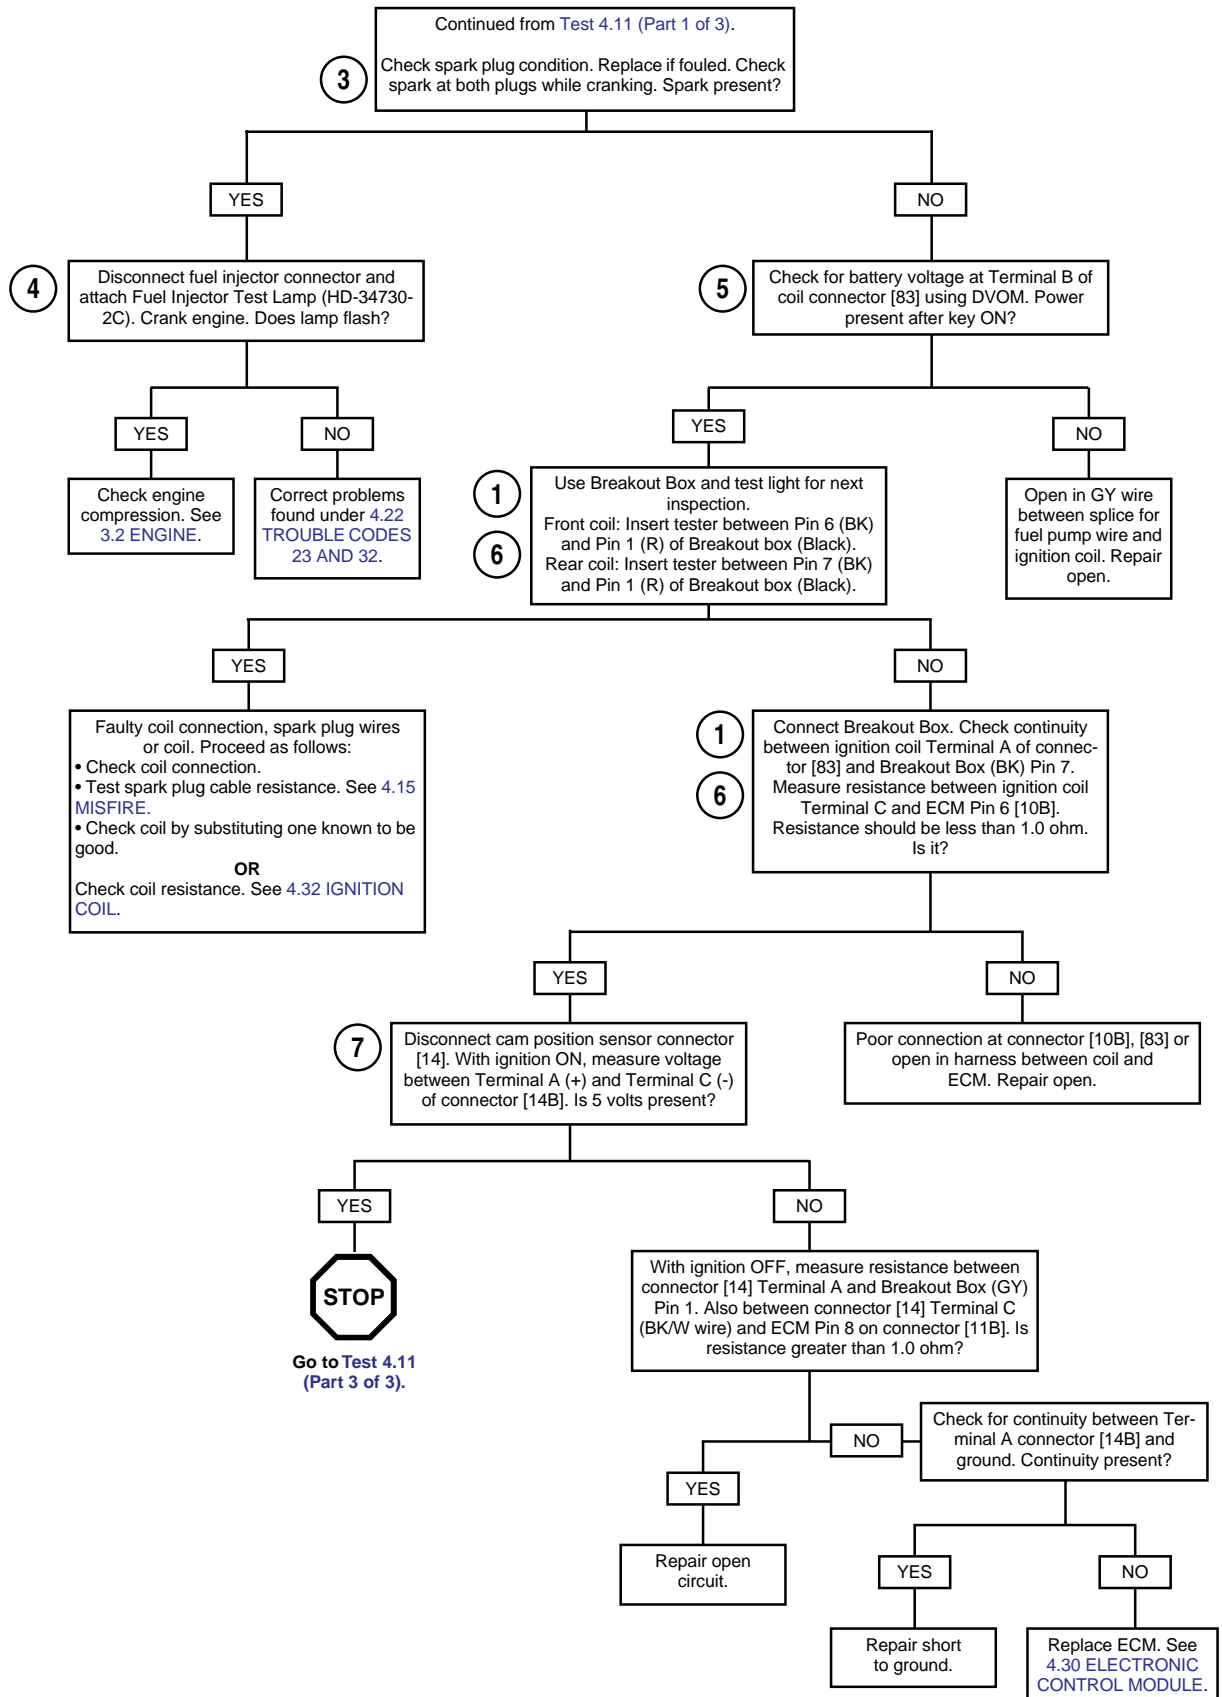 Continued from Test 4.11 (Part 1 of 3).
3
Check spark plug condition. Replace if fouled. Check
spark at both plugs while cranking. Spark present?
YES
NO
4
Disconnect fuel injector connector and
attach Fuel Injector Test Lamp (HD-34730-
2C). Crank engine. Does lamp flash?
5
Check for battery voltage at Terminal B of
coil connector [83] using DVOM. Power
present after key ON?
YES
NO
YES
NO
Check engine
compression. See
3.2 ENGINE.
Correct problems
found under 4.22
TROUBLE CODES
23 AND 32.
1
6
Use Breakout Box and test light for next
inspection.
Front coil: Insert tester between Pin 6 (BK)
and Pin 1 (R) of Breakout box (Black).
Rear coil: Insert tester between Pin 7 (BK)
and Pin 1 (R) of Breakout box (Black).
Open in GY wire
between splice for
fuel pump wire and
ignition coil. Repair
open.
YES
NO
Faulty coil connection, spark plug wires
or coil. Proceed as follows:
• Check coil connection.
• Test spark plug cable resistance. See 4.15
MISFIRE.
• Check coil by substituting one known to be
good.
OR
Check coil resistance. See 4.32 IGNITION
COIL.
1
6
Connect Breakout Box. Check continuity
between ignition coil Terminal A of connec-
tor [83] and Breakout Box (BK) Pin 7.
Measure resistance between ignition coil
Terminal C and ECM Pin 6 [10B].
Resistance should be less than 1.0 ohm.
Is it?
YES
NO
7
Disconnect cam position sensor connector
[14]. With ignition ON, measure voltage
between Terminal A (+) and Terminal C (-)
of connector [14B]. Is 5 volts present?
Poor connection at connector [10B], [83] or
open in harness between coil and
ECM. Repair open.
YES
NO
STOP
Go to Test 4.11
(Part 3 of 3).
With ignition OFF, measure resistance between
connector [14] Terminal A and Breakout Box (GY)
Pin 1. Also between connector [14] Terminal C
(BK/W wire) and ECM Pin 8 on connector [11B]. Is
resistance greater than 1.0 ohm?
NO
Check for continuity between Ter-
minal A connector [14B] and
ground. Continuity present?
YES
Repair open
circuit.
YES
NO
Repair short
to ground.
Replace ECM. See
4.30 ELECTRONIC
CONTROL MODULE.